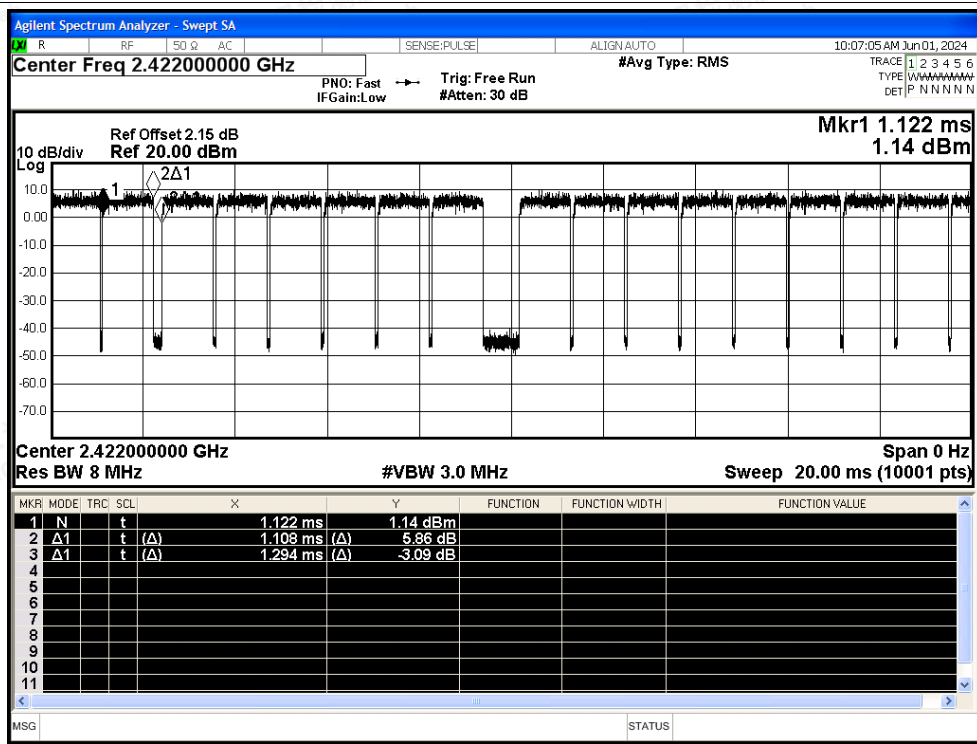 Agilent Spectrum Analyzer - Swept SA
LXI R RF 50 Ω AC SENSE:PULSE ALIGN AUTO 10:07:05 AM Jun 01, 2024
Center Freq 2.422000000 GHz
PNO: Fast
IFGain:Low
Trig: Free Run
#Atten: 30 dB
#Avg Type: RMS
TRACE 1 2 3 4 5 6
TYPE
DET P N N N N N
Ref Offset 2.15 dB
10 dB/div Ref 20.00 dBm
Log
Mkr1 1.122 ms
1.14 dBm
1 2Δ1
10.0
0.00
-10.0
-20.0
-30.0
-40.0
-50.0
-60.0
-70.0
Center 2.422000000 GHz Span 0 Hz
Res BW 8 MHz #VBW 3.0 MHz Sweep 20.00 ms (10001 pts)
MKR MODE TRC SCL X Y FUNCTION FUNCTION WIDTH FUNCTION VALUE
1 N t 1.122 ms 1.14 dBm
2 Δ1 t (Δ) 1.108 ms (Δ) 5.86 dB
3 Δ1 t (Δ) 1.294 ms (Δ) -3.09 dB
4
5
6
7
8
9
10
11
MSG STATUS